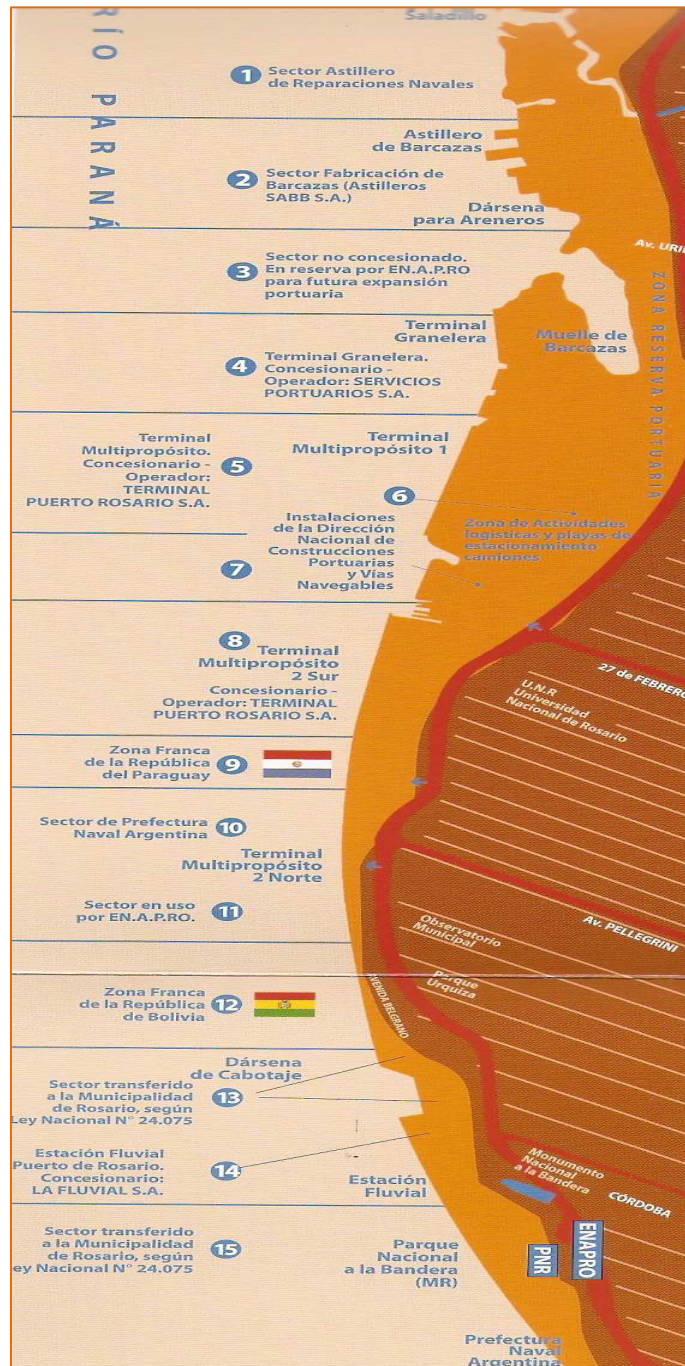 Saladillo
RÍO PARANÁ
1 Sector Astillero
de Reparaciones Navales
Astillero
de Barcazas
2 Sector Fabricación de
Barcazas (Astilleros
SABB S.A.)
Dársena
para Areneros
3 Sector no concesionado.
En reserva por EN.A.P.RO
para futura expansión
portuaria
Av. URI
ZONA RESERVA PORTUARIA
Terminal
Granelera
Muelle de
Barcazas
4 Terminal Granelera.
Concesionario -
Operador: SERVICIOS
PORTUARIOS S.A.
Terminal
Multipropósito.
Concesionario -
Operador:
TERMINAL
PUERTO ROSARIO S.A.
5
Terminal
Multipropósito 1
6
Zona de Actividades
logísticas y playas de
estacionamiento
camiones
Instalaciones
de la Dirección
Nacional de
Construcciones
Portuarias
y Vías
Navegables
7
8
Terminal
Multipropósito
2 Sur
Concesionario -
Operador: TERMINAL
PUERTO ROSARIO S.A.
27 de FEBRERO
U.N.R
Universidad
Nacional de Rosario
Zona Franca
de la República
del Paraguay
9
Sector de Prefectura
Naval Argentina
10
Terminal
Multipropósito
2 Norte
Sector en uso
por EN.A.P.RO.
11
Av. PELLEGRINI
Observatorio
Municipal
Parque
Urquiza
AVENIDA BELGRANO
Zona Franca
de la República
de Bolivia
12
Dársena
de Cabotaje
Sector transferido
a la Municipalidad
de Rosario, según
Ley Nacional N° 24.075
13
Estación Fluvial
Puerto de Rosario.
Concesionario:
LA FLUVIAL S.A.
14
Estación
Fluvial
Monumento
Nacional
a la Bandera
CÓRDOBA
Sector transferido
a la Municipalidad
de Rosario, según
ey Nacional N° 24.075
15
Parque
Nacional
a la Bandera
(MR)
ENAPRO
PNR
Prefectura
Naval
Argentina